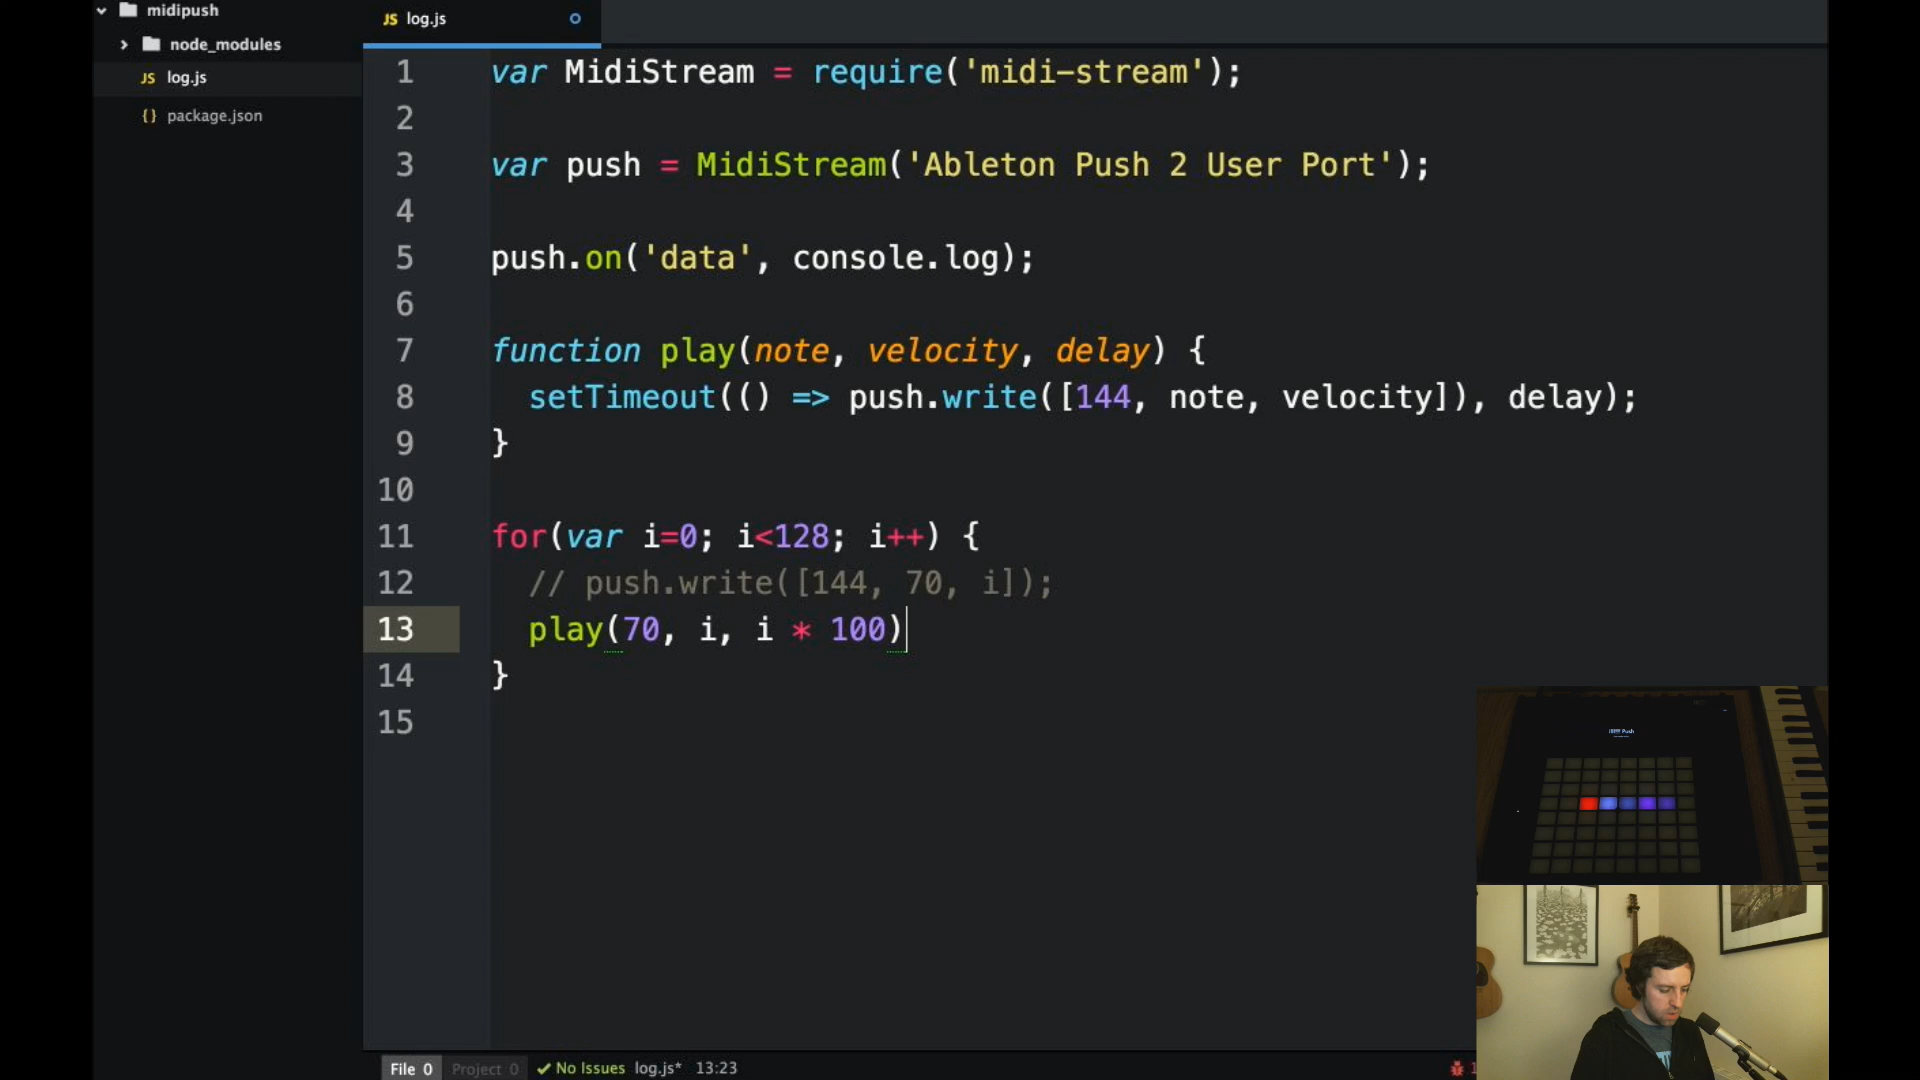 midipush
node_modules
JS log.js
{} package.json
JS log.js
1 var MidiStream = require('midi-stream');
2
3 var push = MidiStream('Ableton Push 2 User Port');
4
5 push.on('data', console.log);
6
7 function play(note, velocity, delay) {
8 setTimeout(() => push.write([144, note, velocity]), delay);
9 }
10
11 for(var i=0; i<128; i++) {
12 // push.write([144, 70, i]);
13 play(70, i, i * 100)
14 }
15
File 0 Project 0 No Issues log.js* 13:23